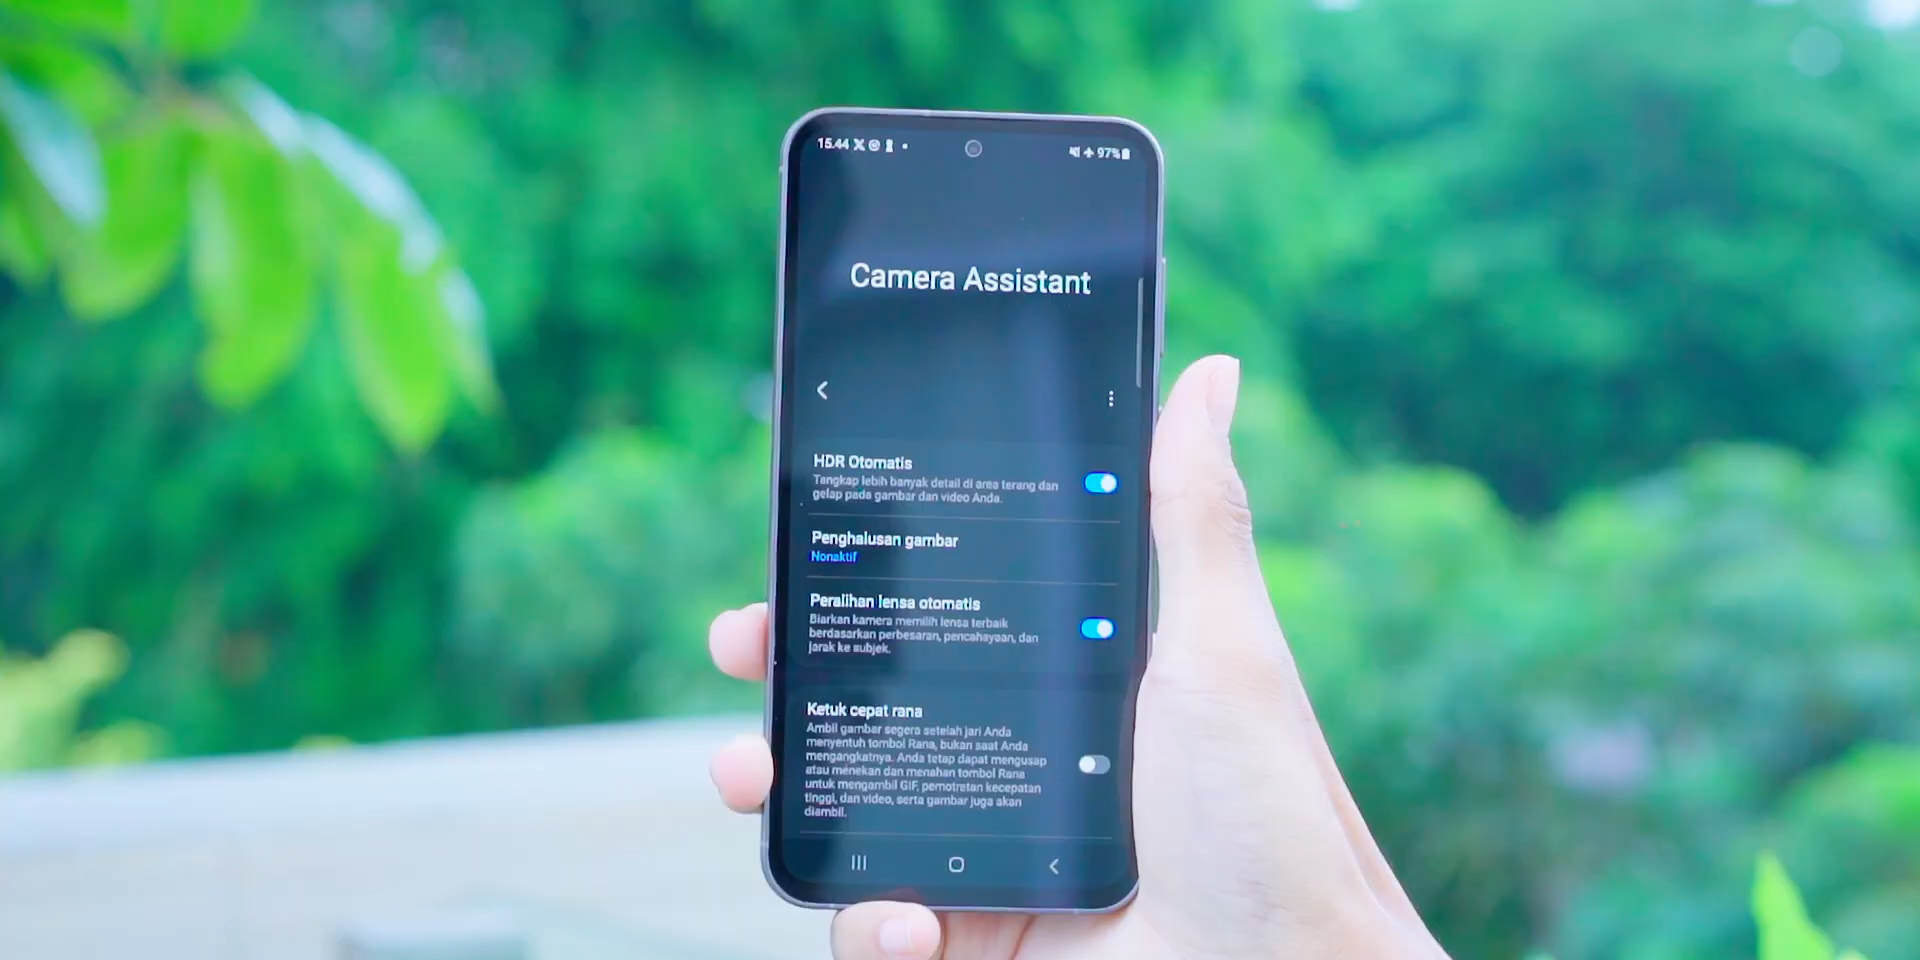 15.44
97%
Camera Assistant
HDR Otomatis
Tangkap lebih banyak detail di area terang dan
gelap pada gambar dan video Anda.
Penghalusan gambar
Nonaktif
Peralihan lensa otomatis
Biarkan kamera memilih lensa terbaik
berdasarkan perbesaran, pencahayaan, dan
jarak ke subjek.
Ketuk cepat rana
Ambil gambar segera setelah jari Anda
menyentuh tombol Rana, bukan saat Anda
mengangkatnya. Anda tetap dapat mengusap
atau menekan dan menahan tombol Rana
untuk mengambil GIF, pemotretan kecepatan
tinggi, dan video, serta gambar juga akan
diambil.